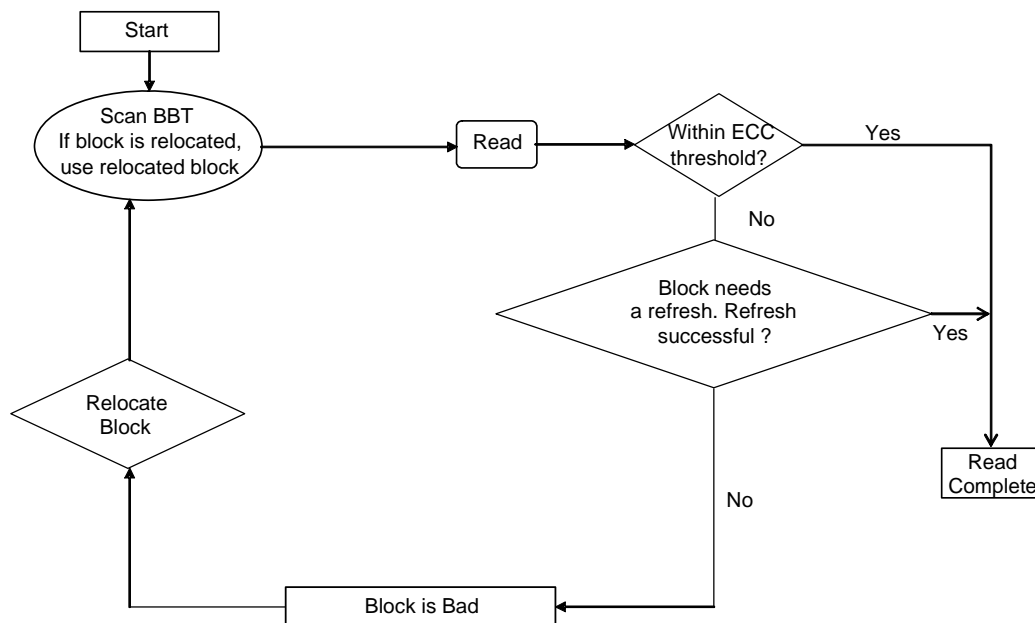 Start
Scan BBT
If block is relocated,
use relocated block
Read
Within ECC
threshold?
Yes
No
Block needs
a refresh. Refresh
successful ?
Yes
Relocate
Block
Read
Complete
No
Block is Bad